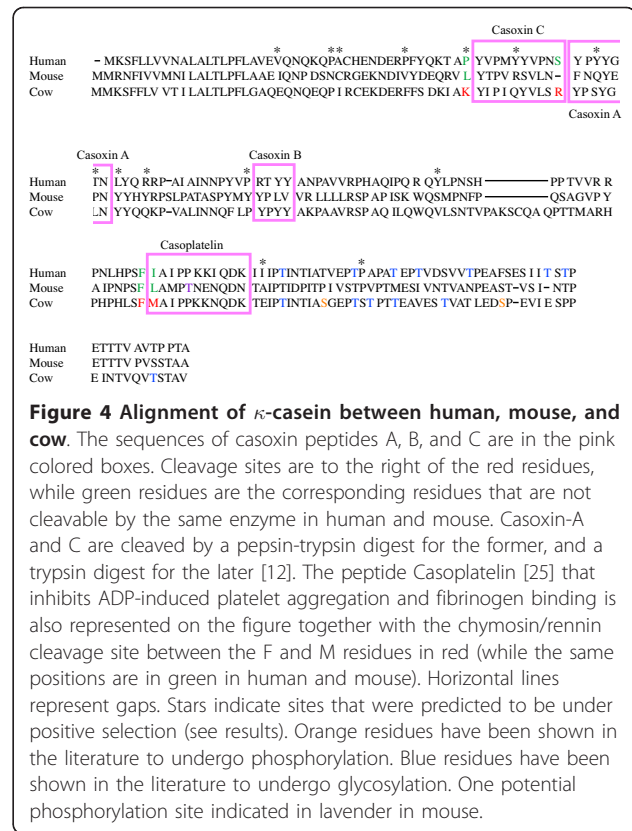 Casoxin C
* ** * * *
Human - MKSFLLVVNALALTLPFLAVEVQNQKQPACHENDERPFYQKTAP YVPMYYVPNS YPYYG
Mouse MMRNFIVVMNILALTLPFLAAEIQNPDSNCRGEKNDIVYDEQRVL YTPVRSVLN- FNQYE
Cow MMKSFFLVVTILALTLPFLGAQEQNQEQPIRCEKDERFFSDKIAK YIPIQYVLSR YPSYG
Casoxin A
Casoxin A Casoxin B
* * * * *
Human TN LYQRRP-AIAINNPYVP RTYY ANPAVVRPHAQIPQRQYLPNSH PPTVVRR
Mouse PN YYHYRPSLPATASPYMY YPLV VRLLLLRSPAPISKWQSMPNFP QSAGVPY
Cow LN YYQQKP-VALINNQFLP YPYY AKPAAVRSPAQILQWQVLSNTVPAKSCQAQPTTMARH
Casoplatelin
* *
Human PNLHPSF IAIPPKKIQDK IIPTINTIATVEPTPAPATEPTVDSVVTPEAFSESIITSTP
Mouse AIPNPSF LAMPTNENQDN TAIPTIDPITPIVSTPVPTMESIVNTVANPEAST-VSI-NTP
Cow PHPHLSF MAIPPKKNQDK TEIPTINTIASGEPTSTPTTEAVESTVATLEDSP-EVIESPP
Human ETTTVAVTPPTA
Mouse ETTTVPVSSTAA
Cow EINTVQVTSTAV
Figure 4 Alignment of κ-casein between human, mouse, and
cow. The sequences of casoxin peptides A, B, and C are in the pink
colored boxes. Cleavage sites are to the right of the red residues,
while green residues are the corresponding residues that are not
cleavable by the same enzyme in human and mouse. Casoxin-A
and C are cleaved by a pepsin-trypsin digest for the former, and a
trypsin digest for the later [12]. The peptide Casoplatelin [25] that
inhibits ADP-induced platelet aggregation and fibrinogen binding is
also represented on the figure together with the chymosin/rennin
cleavage site between the F and M residues in red (while the same
positions are in green in human and mouse). Horizontal lines
represent gaps. Stars indicate sites that were predicted to be under
positive selection (see results). Orange residues have been shown in
the literature to undergo phosphorylation. Blue residues have been
shown in the literature to undergo glycosylation. One potential
phosphorylation site indicated in lavender in mouse.